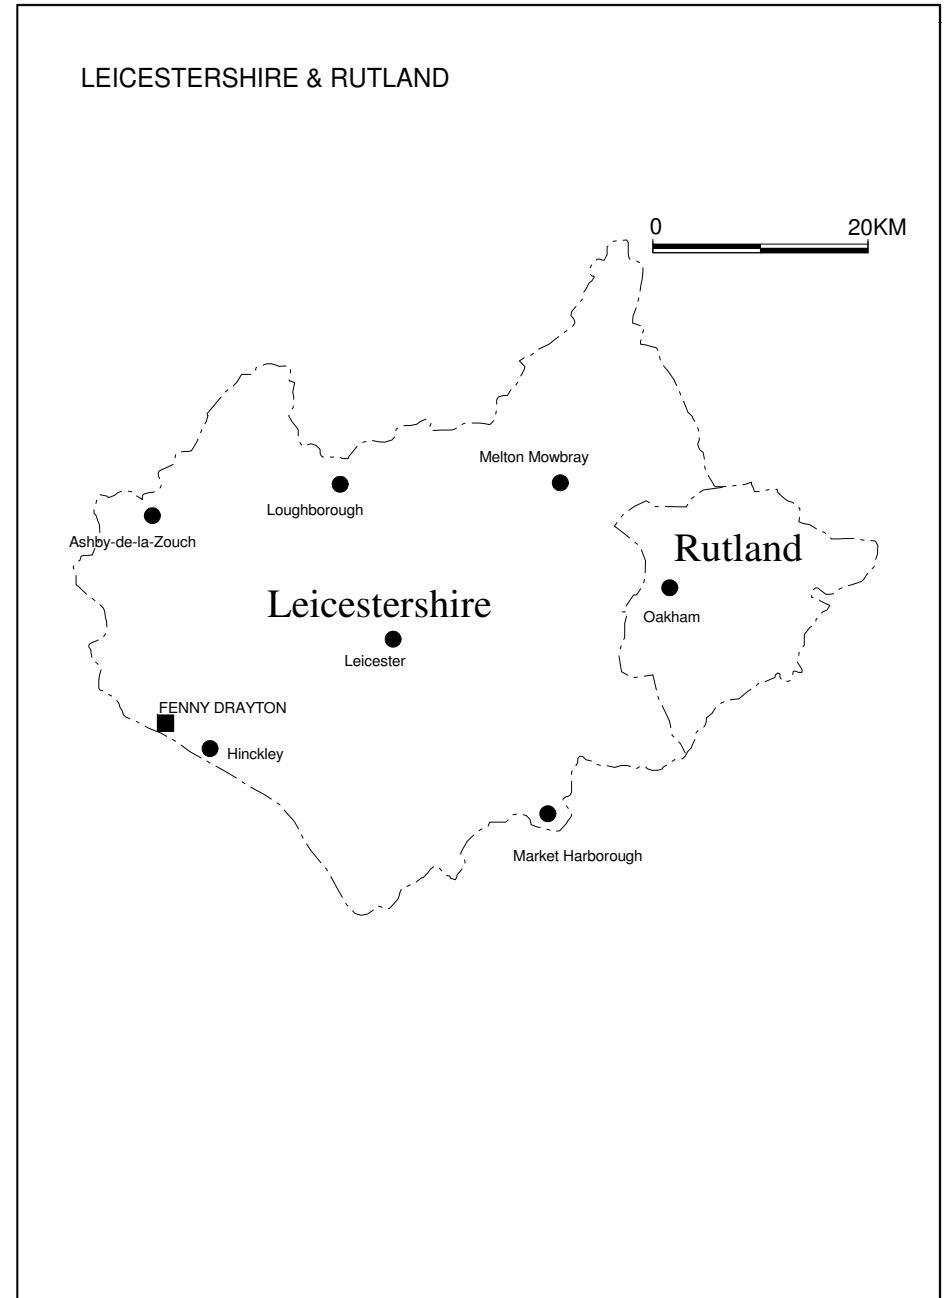 LEICESTERSHIRE & RUTLAND
0 20KM
Melton Mowbray
Loughborough
Ashby-de-la-Zouch
Rutland
Leicestershire
Oakham
Leicester
FENNY DRAYTON
Hinckley
Market Harborough